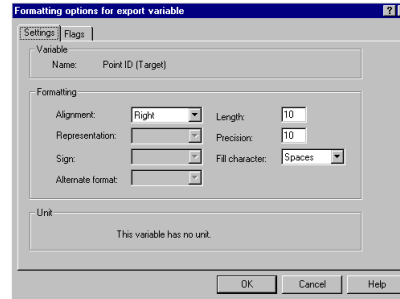 Formatting options for export variable
Settings Flags
Variable
Name: Point ID (Target)
Formatting
Alignment: Right Length: 10
Representation: Precision: 10
Sign: Fill character: Spaces
Alternate format:
Unit
This variable has no unit.
OK Cancel Help